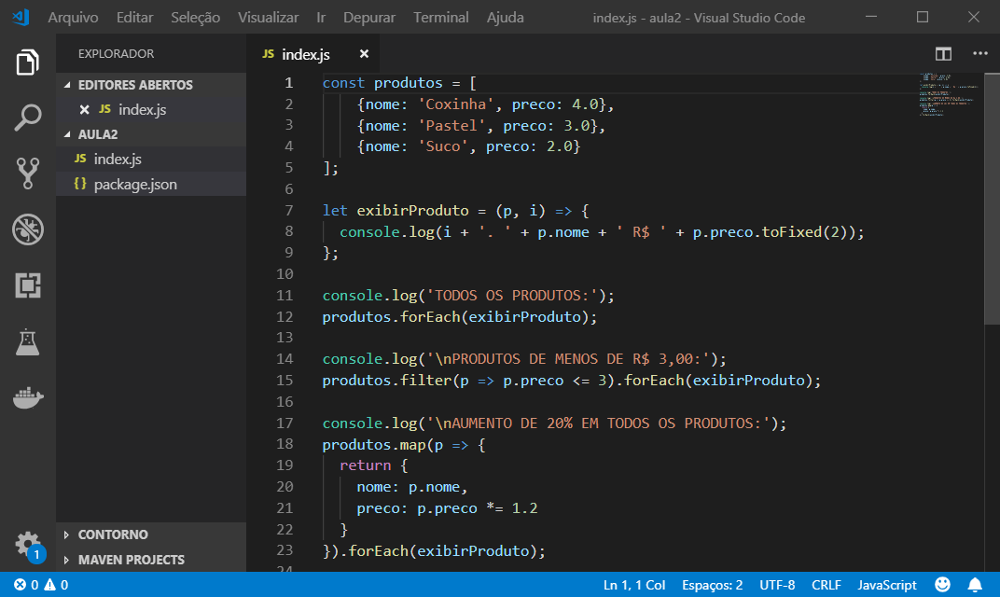 Arquivo Editar Seleção Visualizar Ir Depurar Terminal Ajuda index.js - aula2 - Visual Studio Code
EXPLORADOR
JS index.js
EDITORES ABERTOS
JS index.js
AULA2
JS index.js
{} package.json
1 const produtos = [
2 {nome: 'Coxinha', preco: 4.0},
3 {nome: 'Pastel', preco: 3.0},
4 {nome: 'Suco', preco: 2.0}
5 ];
6
7 let exibirProduto = (p, i) => {
8 console.log(i + '. ' + p.nome + ' R$ ' + p.preco.toFixed(2));
9 };
10
11 console.log('TODOS OS PRODUTOS:');
12 produtos.forEach(exibirProduto);
13
14 console.log('\nPRODUTOS DE MENOS DE R$ 3,00:');
15 produtos.filter(p => p.preco <= 3).forEach(exibirProduto);
16
17 console.log('\nAUMENTO DE 20% EM TODOS OS PRODUTOS:');
18 produtos.map(p => {
19 return {
20 nome: p.nome,
21 preco: p.preco *= 1.2
22 }
23 }).forEach(exibirProduto);
24
CONTORNO
MAVEN PROJECTS
1
0 0 Ln 1, 1 Col Espaços: 2 UTF-8 CRLF JavaScript